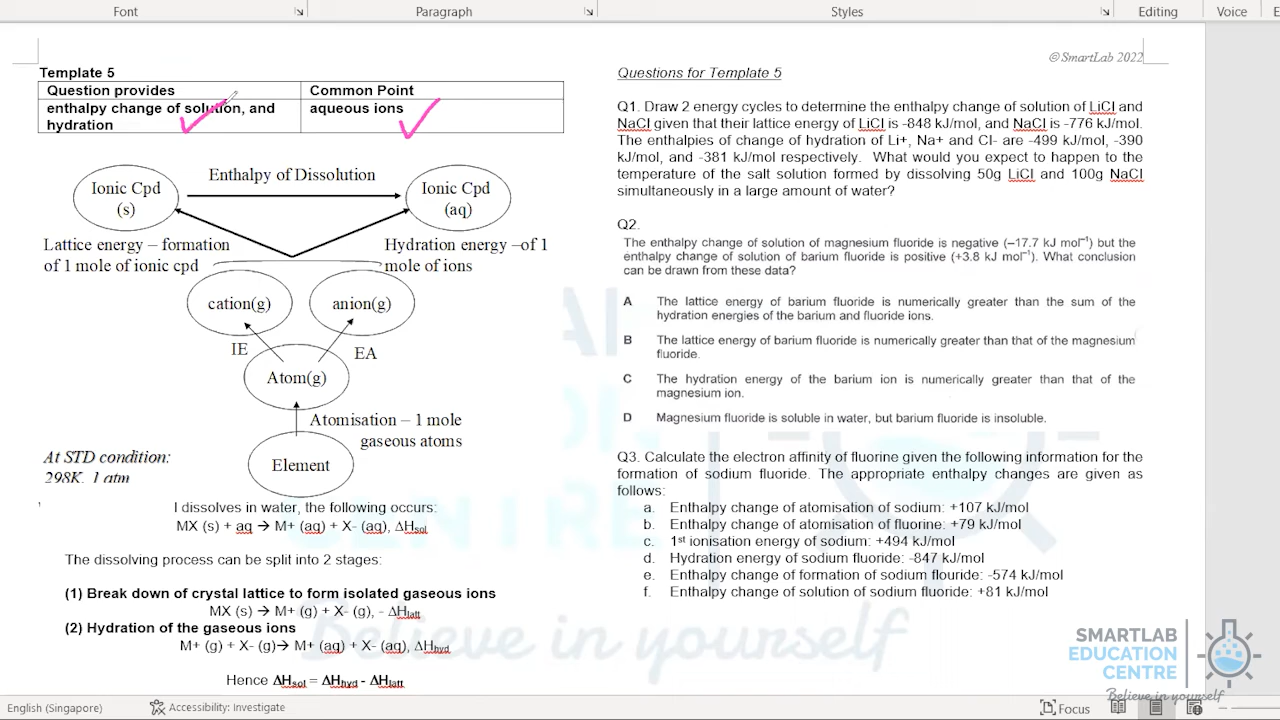 Font
Paragraph
Styles
Editing
Voice
E
Template 5
Question provides
Common Point
enthalpy change of solution, and
hydration
aqueous ions
Ionic Cpd
(s)
Enthalpy of Dissolution
Ionic Cpd
(aq)
Lattice energy – formation
of 1 mole of ionic cpd
Hydration energy –of 1
mole of ions
cation(g)
anion(g)
IE
EA
Atom(g)
Atomisation – 1 mole
gaseous atoms
Element
At STD condition:
298K, 1 atm
l dissolves in water, the following occurs:
MX (s) + aq → M+ (aq) + X- (aq), ΔHsol
The dissolving process can be split into 2 stages:
(1) Break down of crystal lattice to form isolated gaseous ions
MX (s) → M+ (g) + X- (g), - ΔHlatt
(2) Hydration of the gaseous ions
M+ (g) + X- (g)→ M+ (aq) + X- (aq), ΔHhyd
Hence ΔHsol = ΔHhyd - ΔHlatt
©SmartLab 2022
Questions for Template 5
Q1. Draw 2 energy cycles to determine the enthalpy change of solution of LiCl and
NaCl given that their lattice energy of LiCl is -848 kJ/mol, and NaCl is -776 kJ/mol.
The enthalpies of change of hydration of Li+, Na+ and Cl- are -499 kJ/mol, -390
kJ/mol, and -381 kJ/mol respectively. What would you expect to happen to the
temperature of the salt solution formed by dissolving 50g LiCl and 100g NaCl
simultaneously in a large amount of water?
Q2.
The enthalpy change of solution of magnesium fluoride is negative (–17.7 kJ mol⁻¹) but the
enthalpy change of solution of barium fluoride is positive (+3.8 kJ mol⁻¹). What conclusion
can be drawn from these data?
A The lattice energy of barium fluoride is numerically greater than the sum of the
hydration energies of the barium and fluoride ions.
B The lattice energy of barium fluoride is numerically greater than that of the magnesium
fluoride.
C The hydration energy of the barium ion is numerically greater than that of the
magnesium ion.
D Magnesium fluoride is soluble in water, but barium fluoride is insoluble.
Q3. Calculate the electron affinity of fluorine given the following information for the
formation of sodium fluoride. The appropriate enthalpy changes are given as
follows:
a. Enthalpy change of atomisation of sodium: +107 kJ/mol
b. Enthalpy change of atomisation of fluorine: +79 kJ/mol
c. 1st ionisation energy of sodium: +494 kJ/mol
d. Hydration energy of sodium fluoride: -847 kJ/mol
e. Enthalpy change of formation of sodium flouride: -574 kJ/mol
f. Enthalpy change of solution of sodium fluoride: +81 kJ/mol
Believe in yourself
SMARTLAB
EDUCATION
CENTRE
Believe in yourself
English (Singapore)
Accessibility: Investigate
Focus